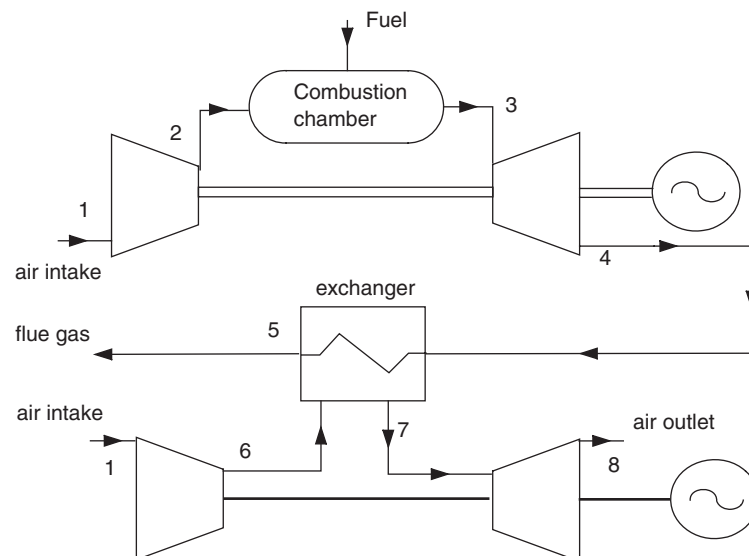 Fuel
Combustion
chamber
2
3
1
4
air intake
exchanger
5
flue gas
air intake
air outlet
7
6
1
8